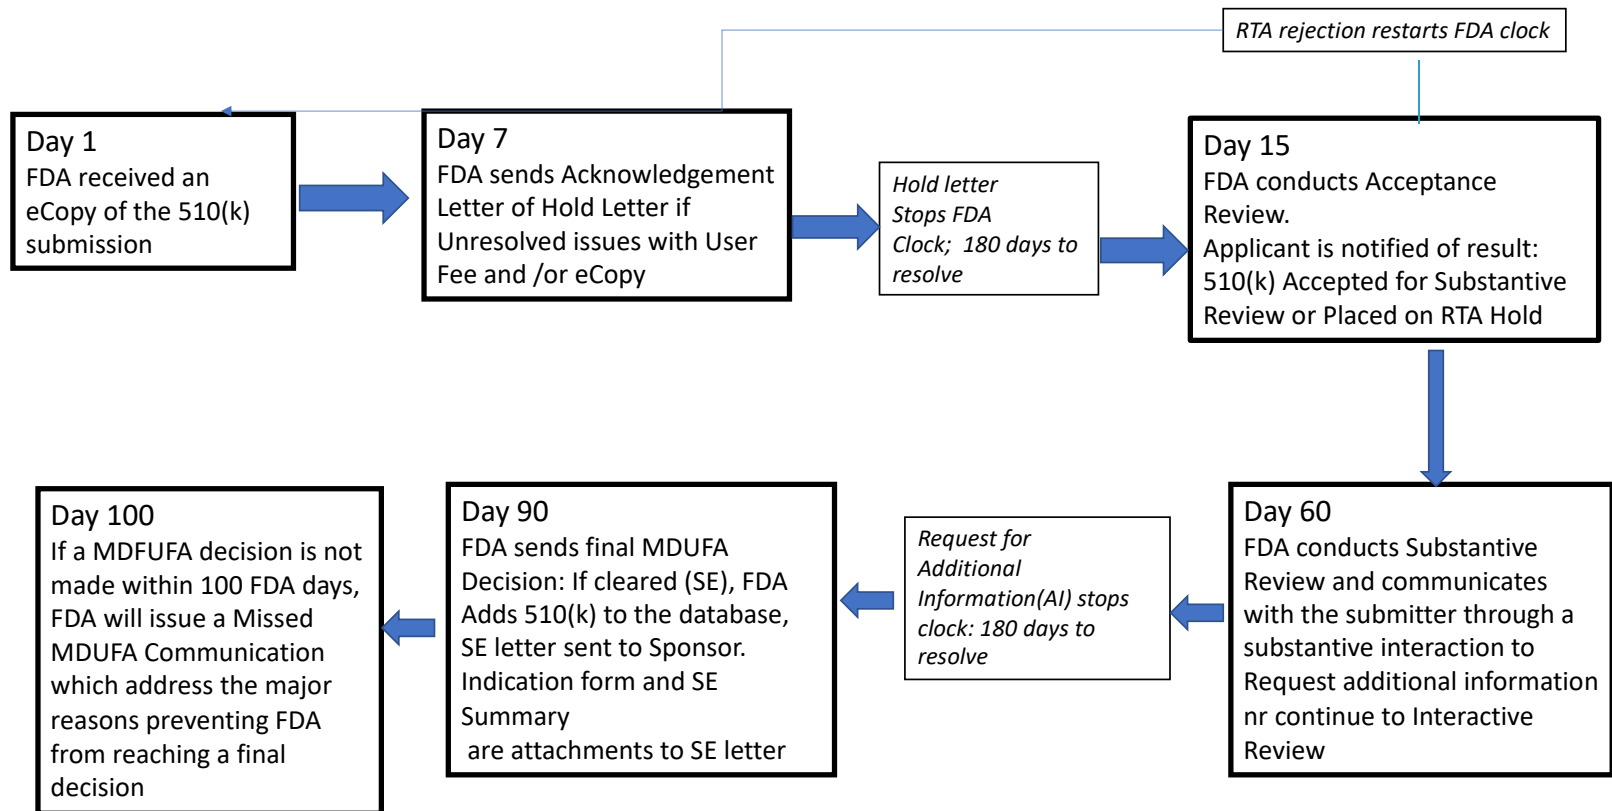 RTA rejection restarts FDA clock
Day 1
FDA received an
eCopy of the 510(k)
submission
Day 7
FDA sends Acknowledgement
Letter of Hold Letter if
Unresolved issues with User
Fee and /or eCopy
Hold letter
Stops FDA
Clock; 180 days to
resolve
Day 15
FDA conducts Acceptance
Review.
Applicant is notified of result:
510(k) Accepted for Substantive
Review or Placed on RTA Hold
Day 60
FDA conducts Substantive
Review and communicates
with the submitter through a
substantive interaction to
Request additional information
nr continue to Interactive
Review
Request for
Additional
Information(AI) stops
clock: 180 days to
resolve
Day 90
FDA sends final MDUFA
Decision: If cleared (SE), FDA
Adds 510(k) to the database,
SE letter sent to Sponsor.
Indication form and SE
Summary
are attachments to SE letter
Day 100
If a MDFUFA decision is not
made within 100 FDA days,
FDA will issue a Missed
MDUFA Communication
which address the major
reasons preventing FDA
from reaching a final
decision